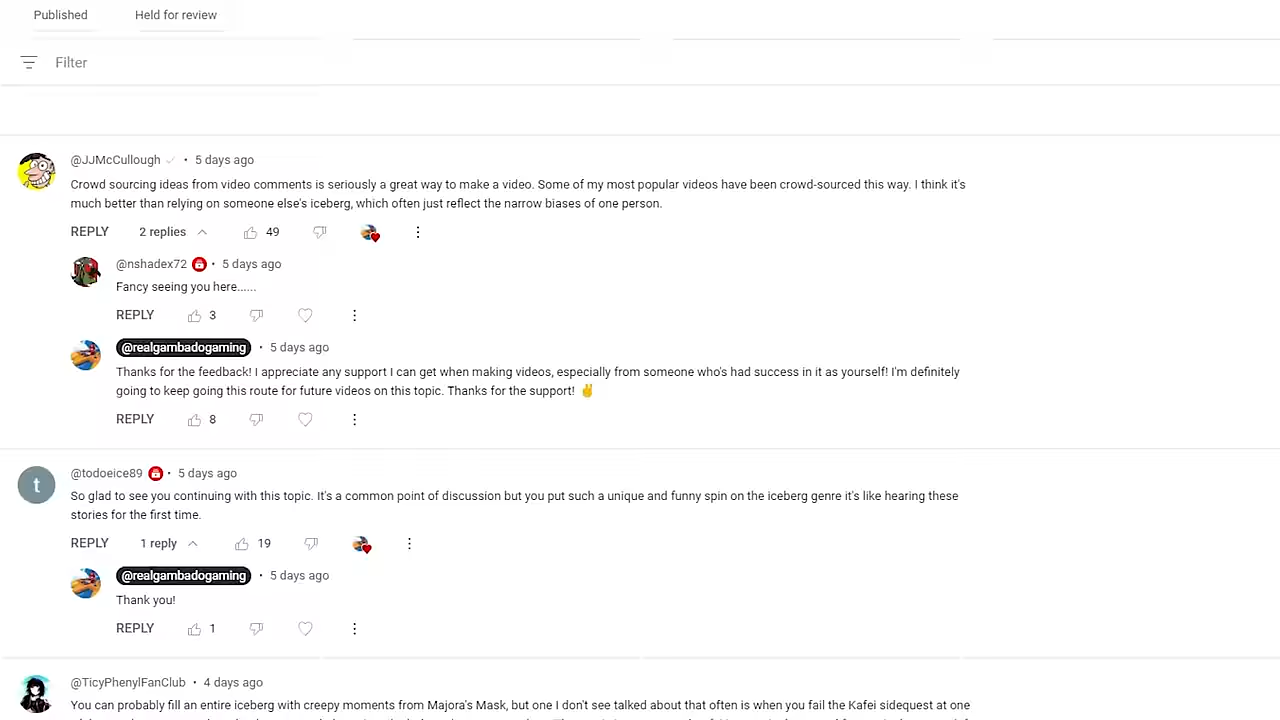 Published Held for review
Filter
@JJMcCullough • 5 days ago
Crowd sourcing ideas from video comments is seriously a great way to make a video. Some of my most popular videos have been crowd-sourced this way. I think it's
much better than relying on someone else's iceberg, which often just reflect the narrow biases of one person.
REPLY 2 replies 49
@nshadex72 • 5 days ago
Fancy seeing you here......
REPLY 3
@realgambadogaming • 5 days ago
Thanks for the feedback! I appreciate any support I can get when making videos, especially from someone who's had success in it as yourself! I'm definitely
going to keep going this route for future videos on this topic. Thanks for the support! ✌
REPLY 8
t
@todoeice89 • 5 days ago
So glad to see you continuing with this topic. It's a common point of discussion but you put such a unique and funny spin on the iceberg genre it's like hearing these
stories for the first time.
REPLY 1 reply 19
@realgambadogaming • 5 days ago
Thank you!
REPLY 1
@TicyPhenylFanClub • 4 days ago
You can probably fill an entire iceberg with creepy moments from Majora's Mask, but one I don't see talked about that often is when you fail the Kafei sidequest at one